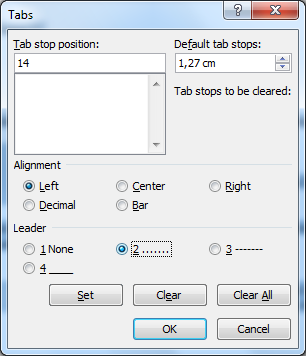 Tabs
Tab stop position: Default tab stops:
14 1,27 cm
Tab stops to be cleared:
Alignment
Left Center Right
Decimal Bar
Leader
1 None 2 ....... 3 -------
4 ____
Set Clear Clear All
OK Cancel